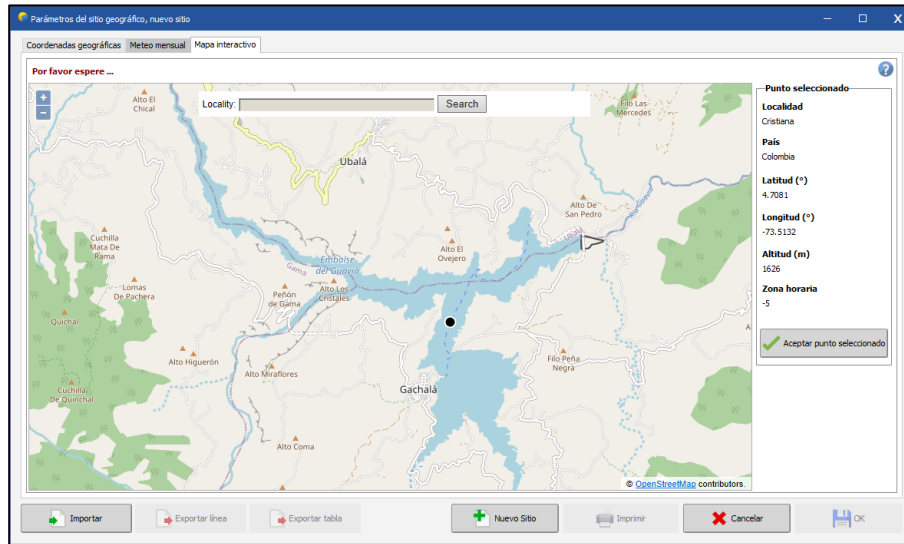 Parámetros del sitio geográfico, nuevo sitio
Coordenadas geográficas
Meteo mensual
Mapa interactivo
Por favor espere ...
Locality:
Search
Alto El
Chical
Filo Las
Mercedes
Ubalá
Alto De
San Pedro
Río Guavio
Ubalá
Cuchilla
Mata De
Rama
Alto El
Ovejero
Embalse
del Guavio
Gama
Lomas
De Pachera
Peñón
de Gama
Alto Los
Cristales
Quichal
Alto Higuerón
Alto Miraflores
Filo Peña
Negra
Cuchilla
De Quinchal
Gachalá
Alto Coma
A
© OpenStreetMap contributors.
Punto seleccionado
Localidad
Cristiana
País
Colombia
Latitud (°)
4.7081
Longitud (°)
-73.5132
Altitud (m)
1626
Zona horaria
-5
Aceptar punto seleccionado
Importar
Exportar línea
Exportar tabla
Nuevo Sitio
Imprimir
Cancelar
OK